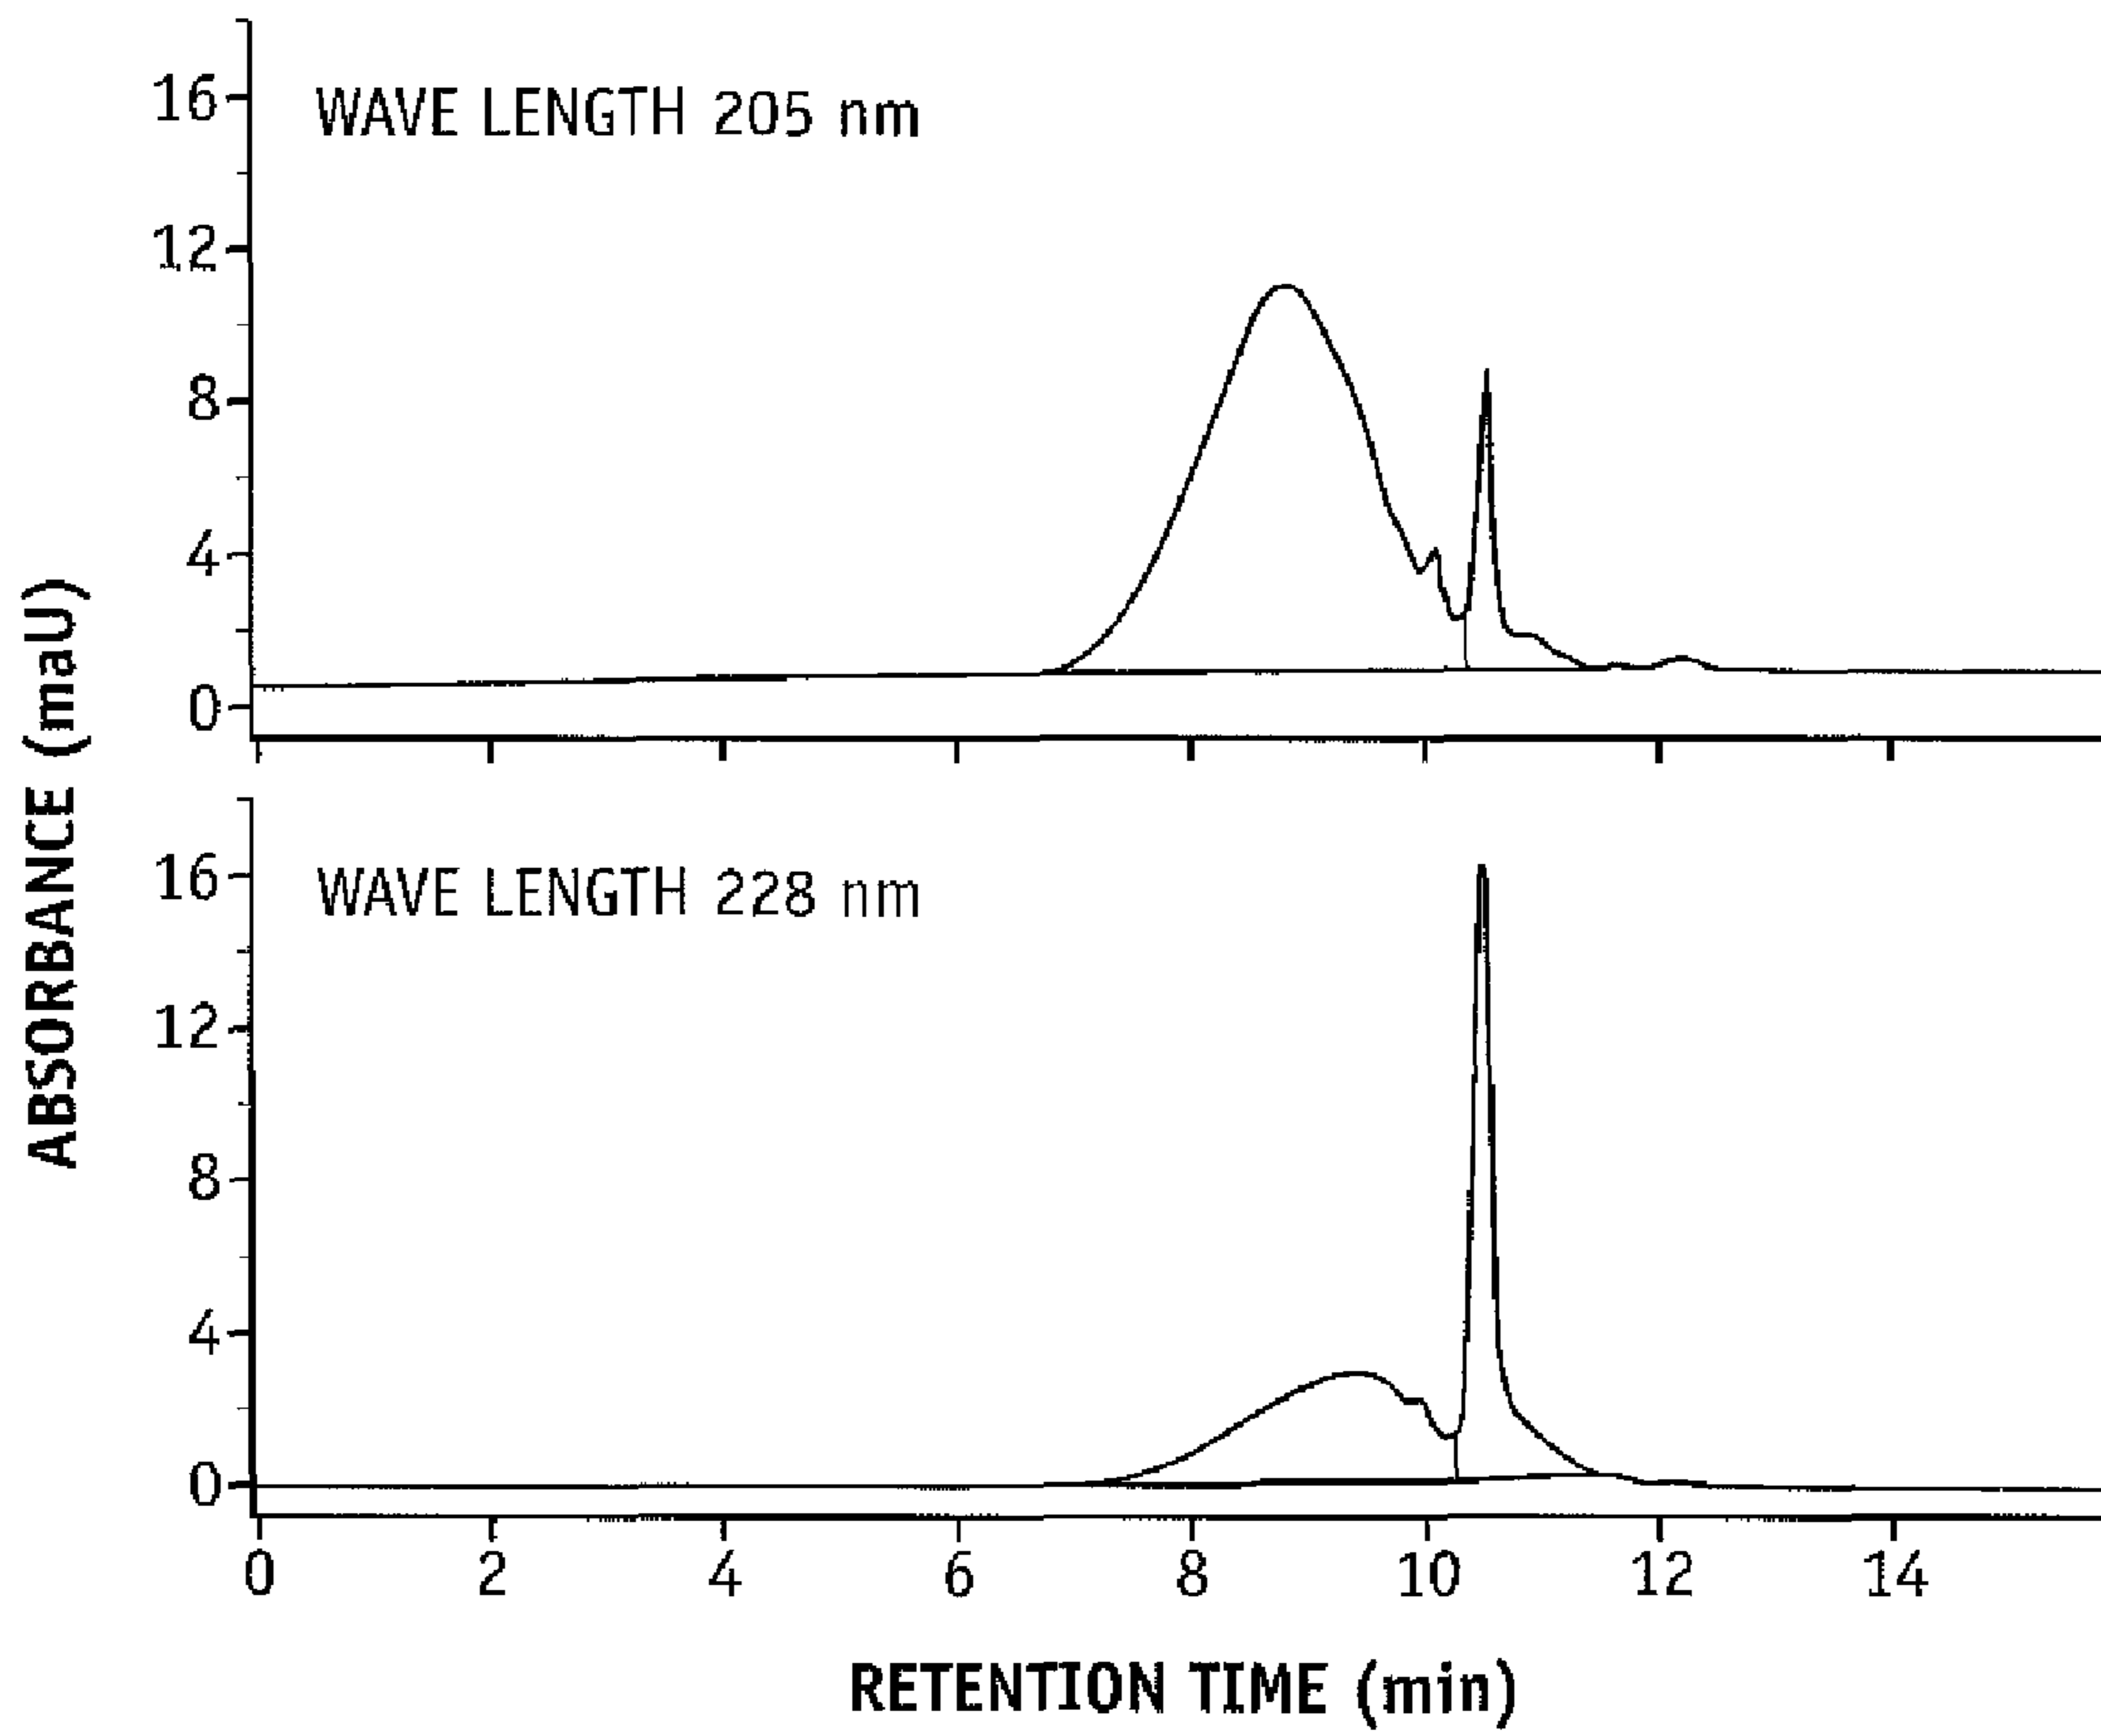 ABSORBANCE (maU)
16
WAVE LENGTH 205 nm
12
8
4
0
16
WAVE LENGTH 228 nm
12
8
4
0
0 2 4 6 8 10 12 14
RETENTION TIME (min)